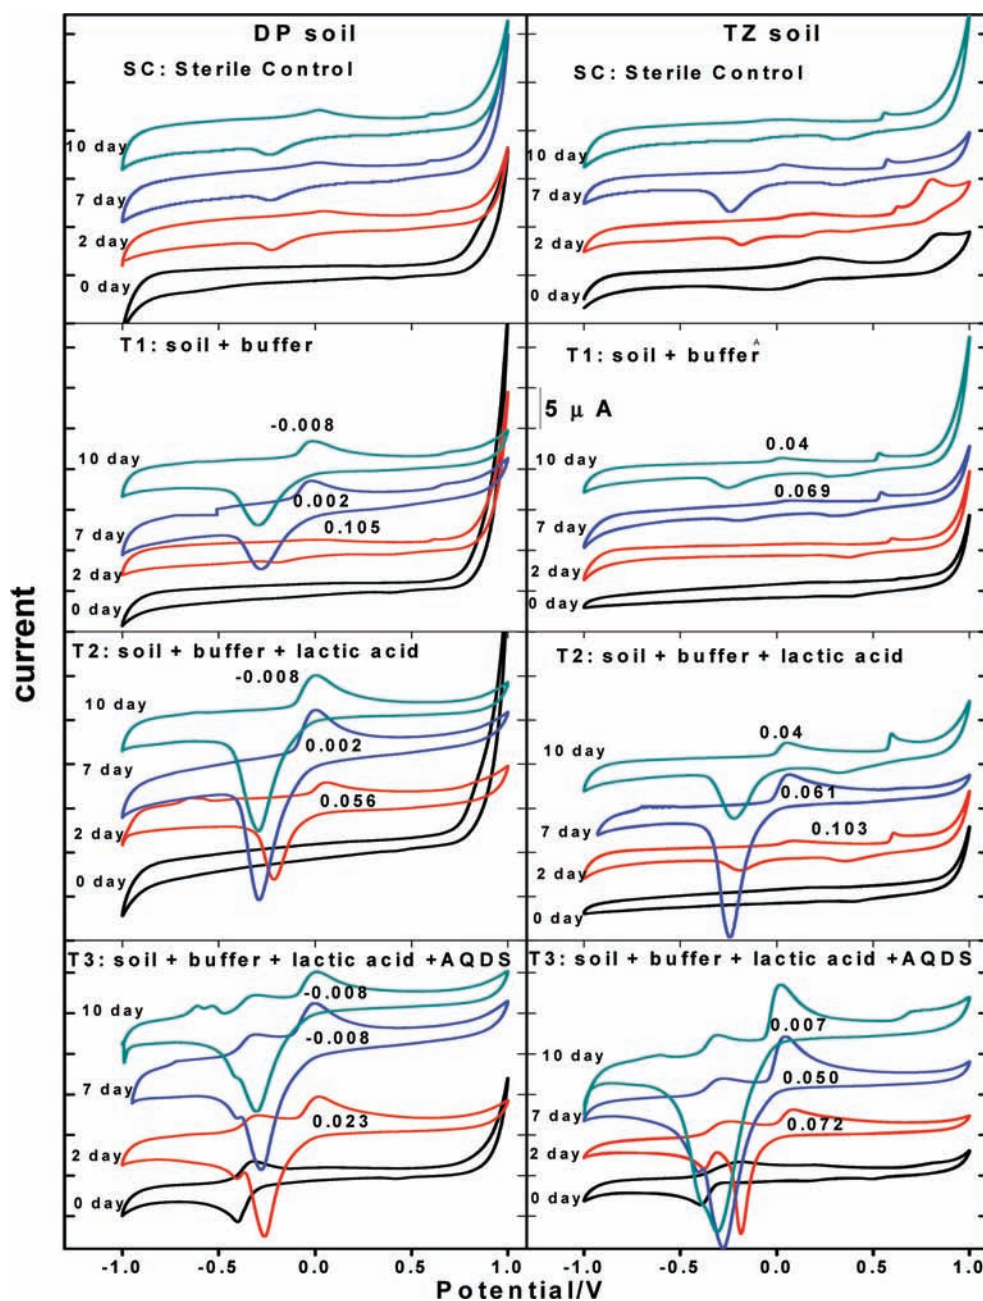 DP soil
SC: Sterile Control
10 day
7 day
2 day
0 day
TZ soil
SC: Sterile Control
10 day
7 day
2 day
0 day
T1: soil + buffer
-0.008
10 day
0.002
7 day
0.105
2 day
0 day
T1: soil + buffer
A
5 μ A
0.04
10 day
0.069
7 day
2 day
0 day
T2: soil + buffer + lactic acid
-0.008
10 day
0.002
7 day
0.056
2 day
0 day
T2: soil + buffer + lactic acid
0.04
10 day
0.061
7 day
0.103
2 day
0 day
T3: soil + buffer + lactic acid +AQDS
-0.008
10 day
-0.008
7 day
0.023
2 day
0 day
T3: soil + buffer + lactic acid +AQDS
0.007
10 day
0.050
7 day
0.072
2 day
0 day
current
-1.0 -0.5 0.0 0.5 1.0
-1.0 -0.5 0.0 0.5 1.0
Potential/V